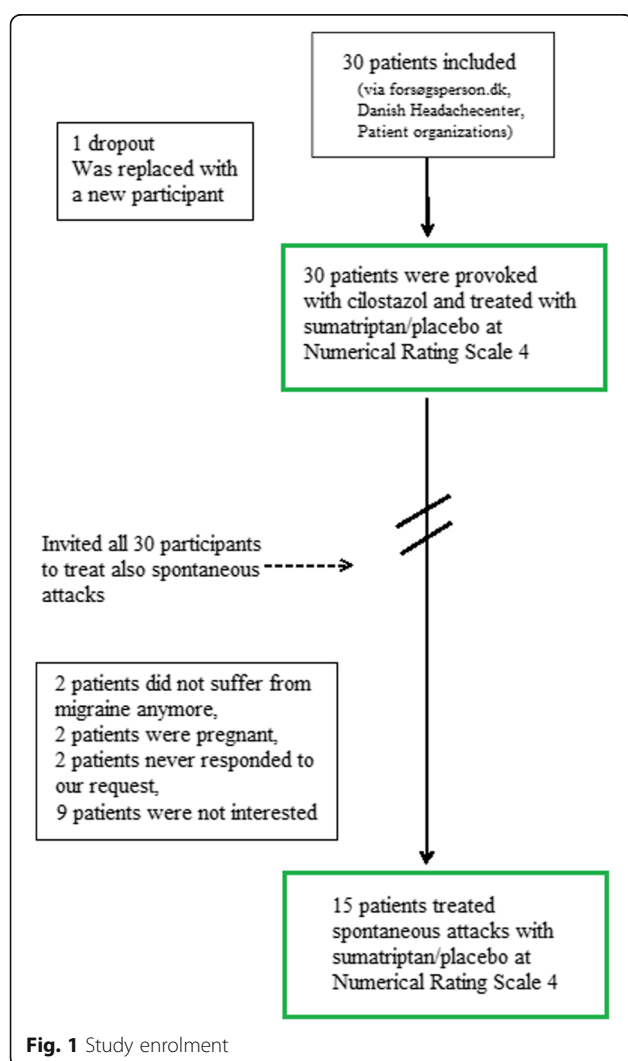 30 patients included
(via forsøgsperson.dk,
Danish Headachecenter,
Patient organizations)
1 dropout
Was replaced with
a new participant
30 patients were provoked
with cilostazol and treated with
sumatriptan/placebo at
Numerical Rating Scale 4
Invited all 30 participants
to treat also spontaneous
attacks
2 patients did not suffer from
migraine anymore,
2 patients were pregnant,
2 patients never responded to
our request,
9 patients were not interested
15 patients treated
spontaneous attacks with
sumatriptan/placebo at
Numerical Rating Scale 4
Fig. 1 Study enrolment